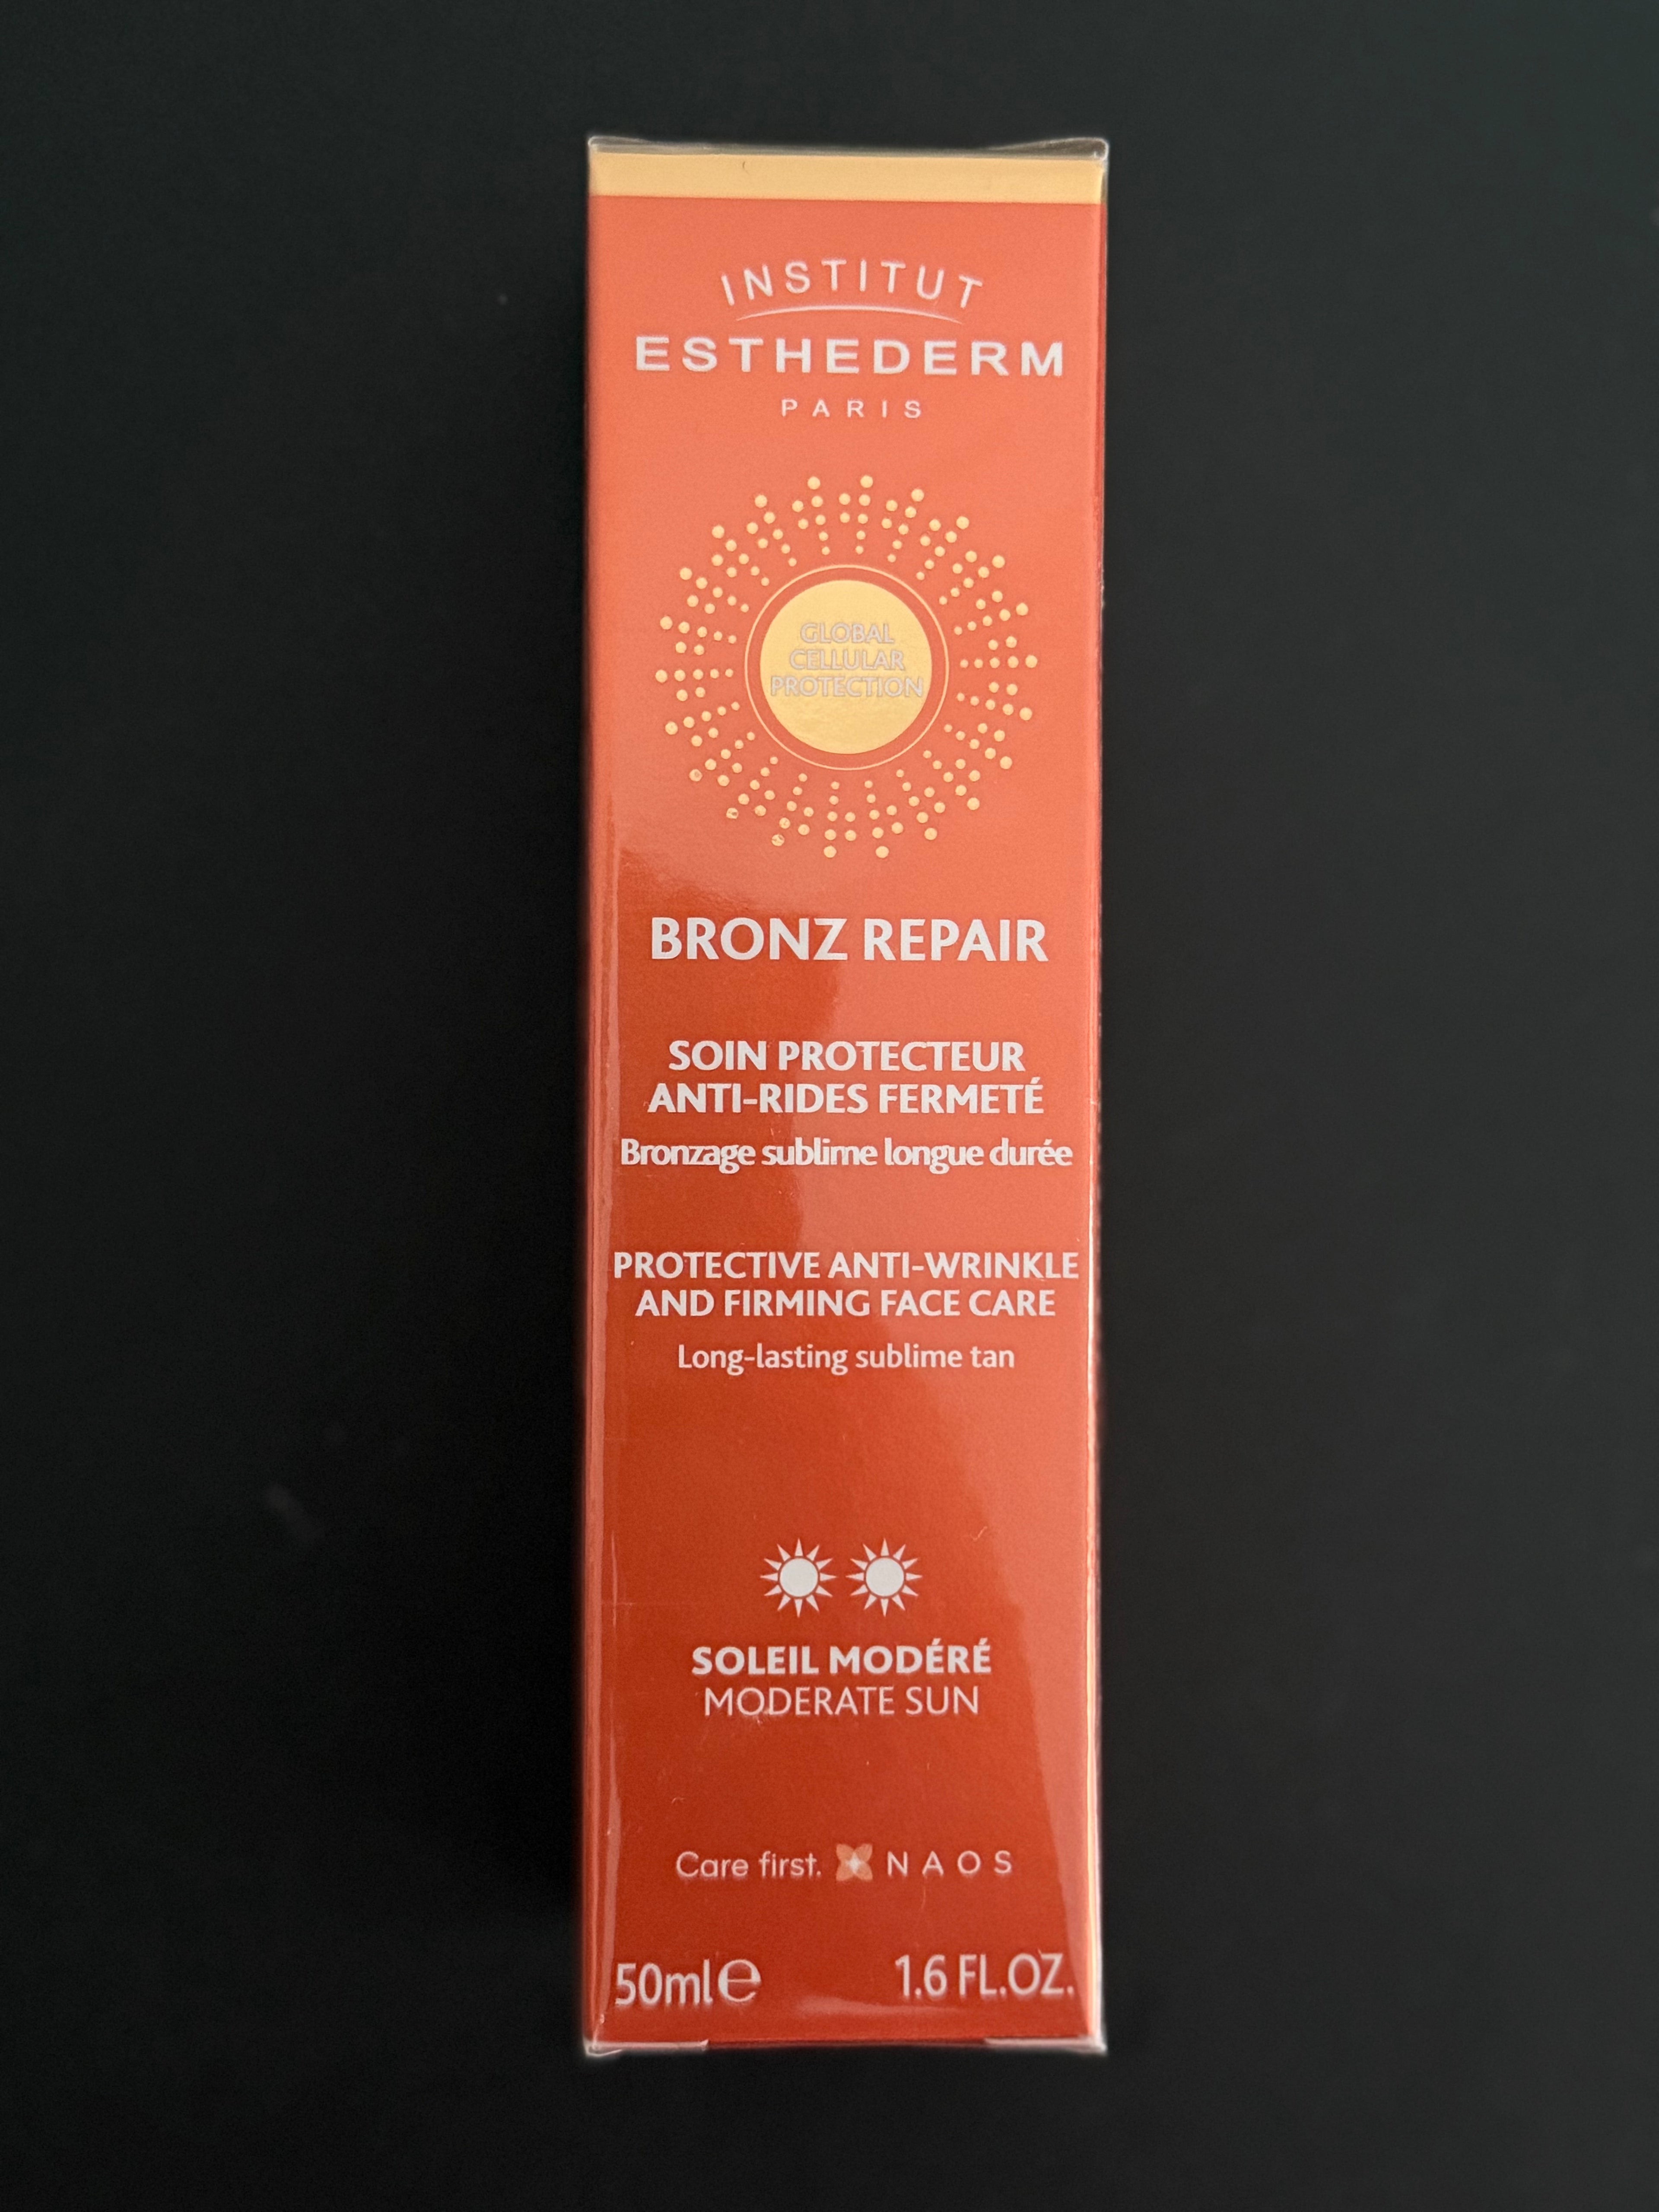 INSTITUT
ESTHEDERM
PARIS
GLOBAL
CELLULAR
PROTECTION
BRONZ REPAIR
SOIN PROTECTEUR
ANTI-RIDES FERMETÉ
Bronzage sublime longue durée
PROTECTIVE ANTI-WRINKLE
AND FIRMING FACE CARE
Long-lasting sublime tan
SOLEIL MODÉRÉ
MODERATE SUN
Care first. NAOS
50ml℮ 1.6 FL.OZ.